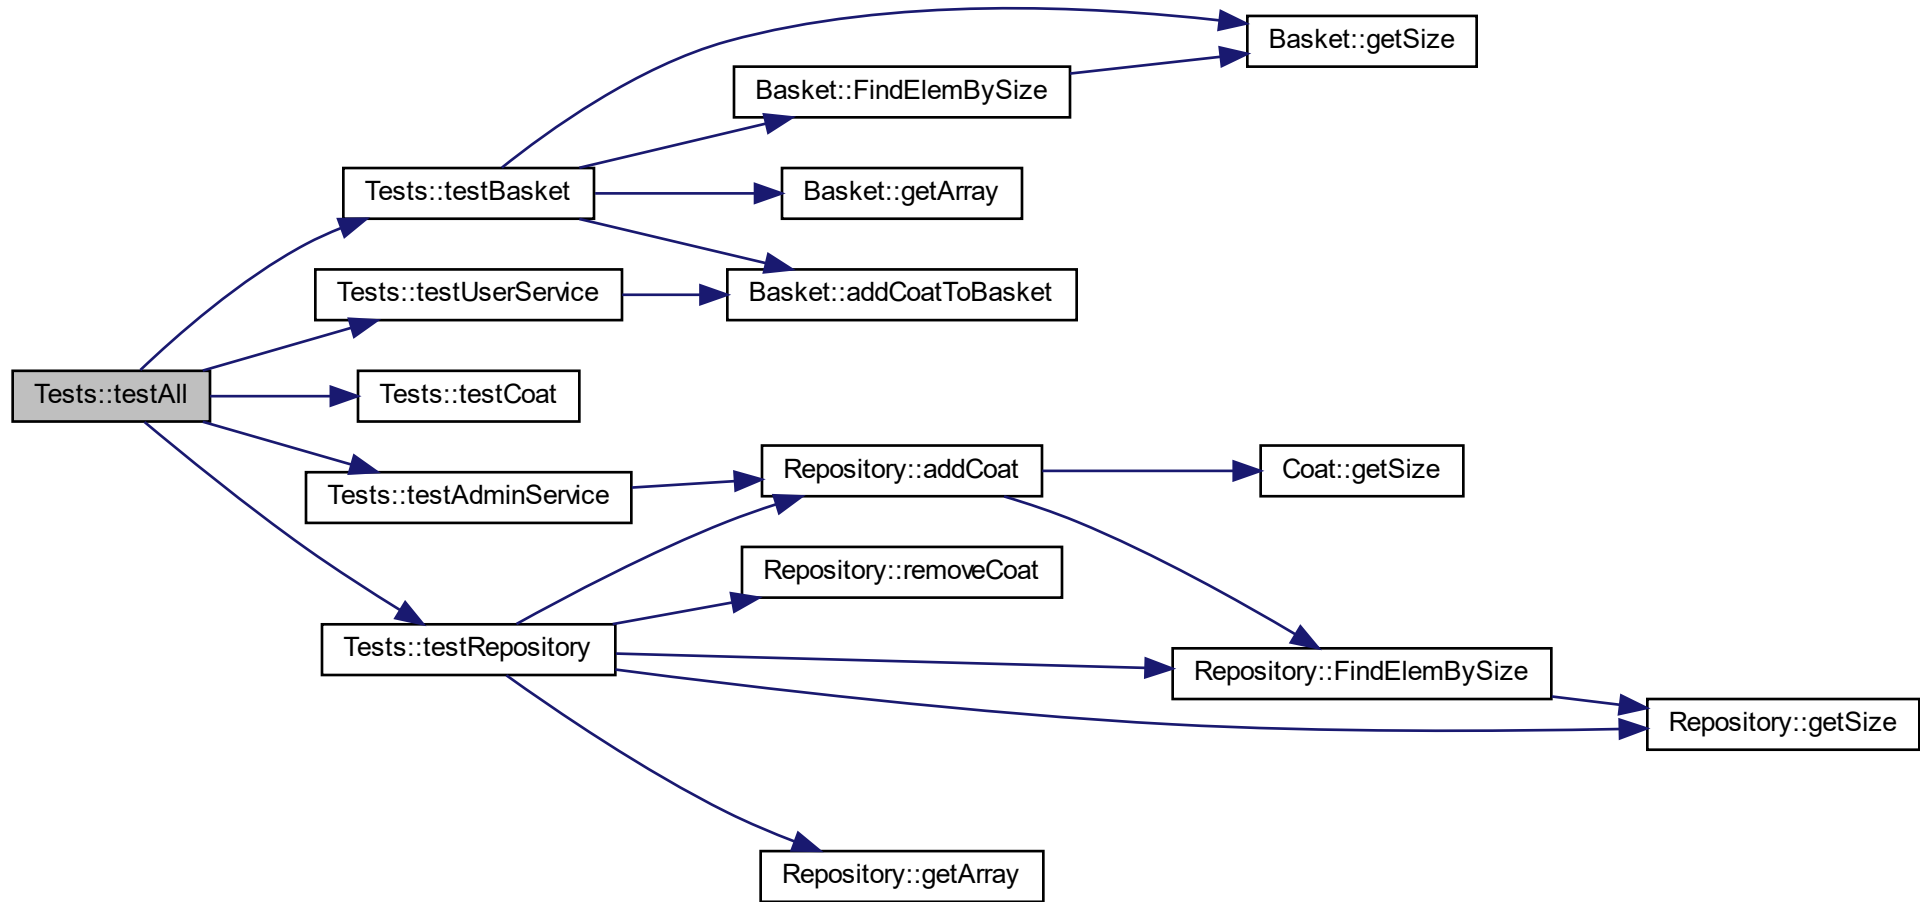 Basket::getSize
Basket::FindElemBySize
Tests::testBasket
Basket::getArray
Tests::testUserService
Basket::addCoatToBasket
Tests::testAll
Tests::testCoat
Repository::addCoat
Coat::getSize
Tests::testAdminService
Repository::removeCoat
Tests::testRepository
Repository::FindElemBySize
Repository::getSize
Repository::getArray